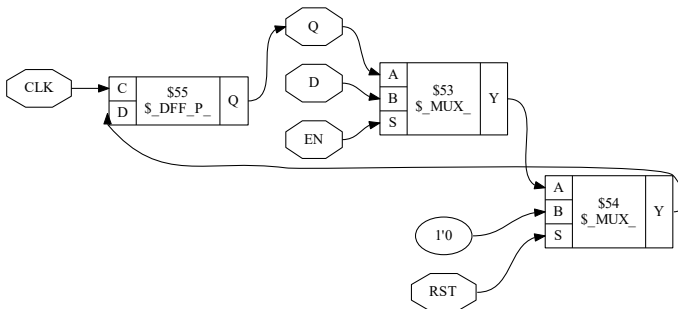 CLK
C
D
$55
$_DFF_P_
Q
Q
D
EN
A
B
S
$53
$_MUX_
Y
1'0
RST
A
B
S
$54
$_MUX_
Y